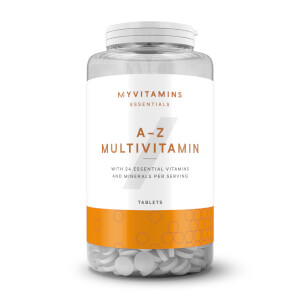 MYVITAMINS
ESSENTIALS
A-Z
MULTIVITAMIN
WITH 24 ESSENTIAL VITAMINS
AND MINERALS PER SERVING
TABLETS